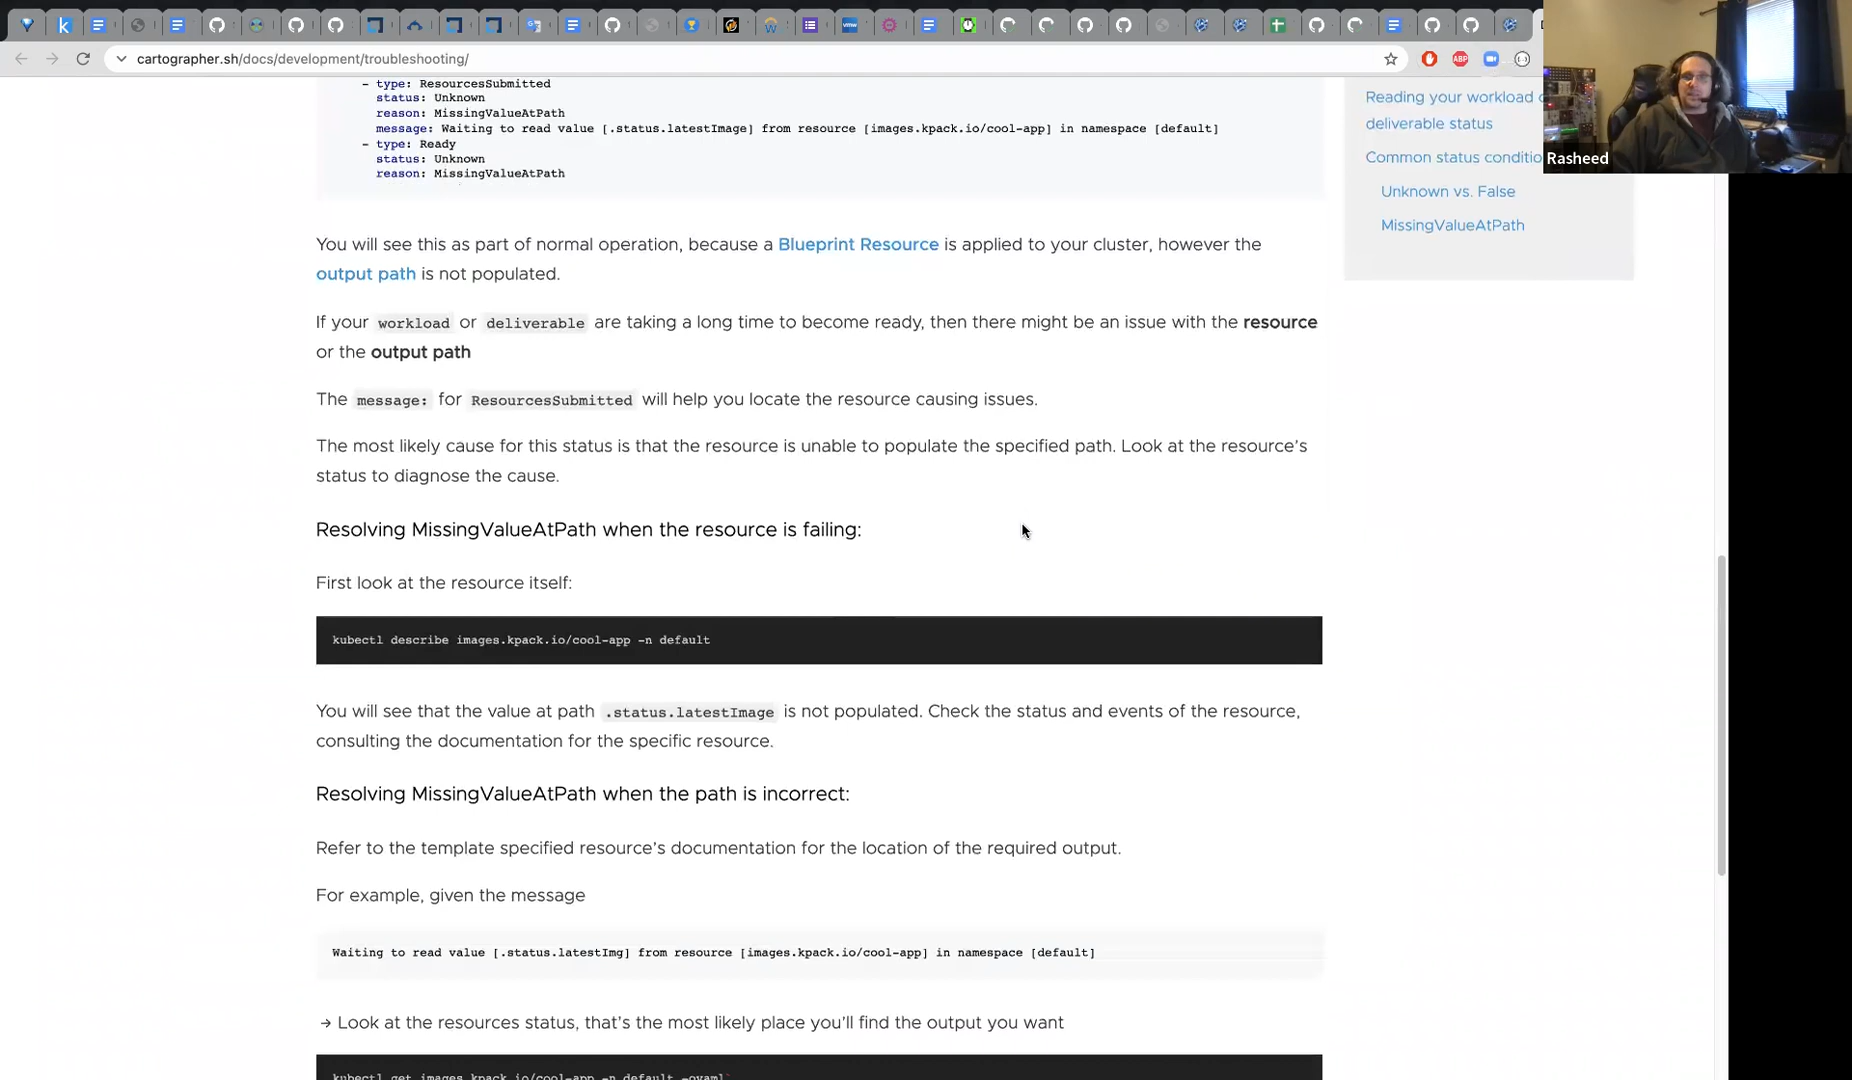 cartographer.sh/docs/development/troubleshooting/
- type: ResourcesSubmitted
status: Unknown
reason: MissingValueAtPath
message: Waiting to read value [.status.latestImage] from resource [images.kpack.io/cool-app] in namespace [default]
- type: Ready
status: Unknown
reason: MissingValueAtPath
You will see this as part of normal operation, because a Blueprint Resource is applied to your cluster, however the
output path is not populated.
If your workload or deliverable are taking a long time to become ready, then there might be an issue with the resource
or the output path
The message: for ResourcesSubmitted will help you locate the resource causing issues.
The most likely cause for this status is that the resource is unable to populate the specified path. Look at the resource's
status to diagnose the cause.
Resolving MissingValueAtPath when the resource is failing:
First look at the resource itself:
kubectl describe images.kpack.io/cool-app -n default
You will see that the value at path .status.latestImage is not populated. Check the status and events of the resource,
consulting the documentation for the specific resource.
Resolving MissingValueAtPath when the path is incorrect:
Refer to the template specified resource's documentation for the location of the required output.
For example, given the message
Waiting to read value [.status.latestImg] from resource [images.kpack.io/cool-app] in namespace [default]
→ Look at the resources status, that's the most likely place you'll find the output you want
kubectl get images.kpack.io/cool-app -n default -oyaml`
Reading your workload
deliverable status
Common status conditio
Unknown vs. False
MissingValueAtPath
Rasheed